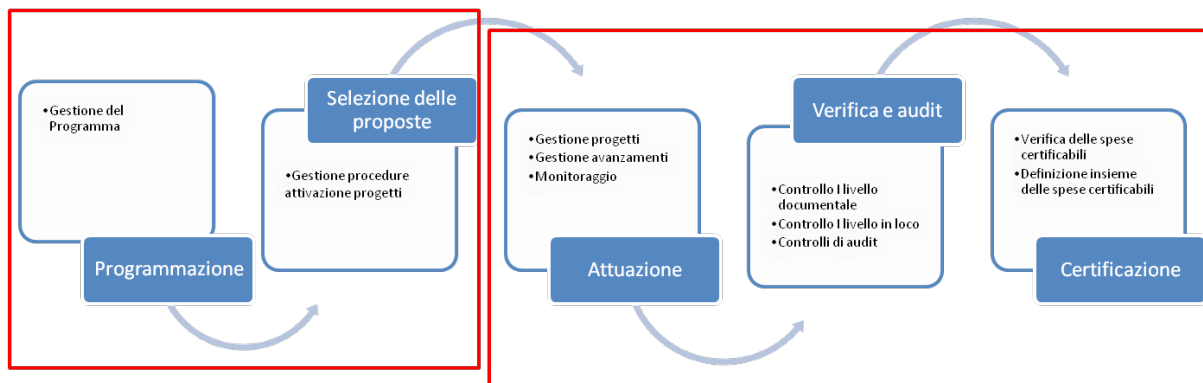 •Gestione del
Programma
Programmazione
Selezione delle
proposte
•Gestione procedure
attivazione progetti
•Gestione progetti
•Gestione avanzamenti
•Monitoraggio
Attuazione
Verifica e audit
•Controllo I livello
documentale
•Controllo I livello in loco
•Controlli di audit
•Verifica delle spese
certificabili
•Definizione insieme
delle spese certificabili
Certificazione